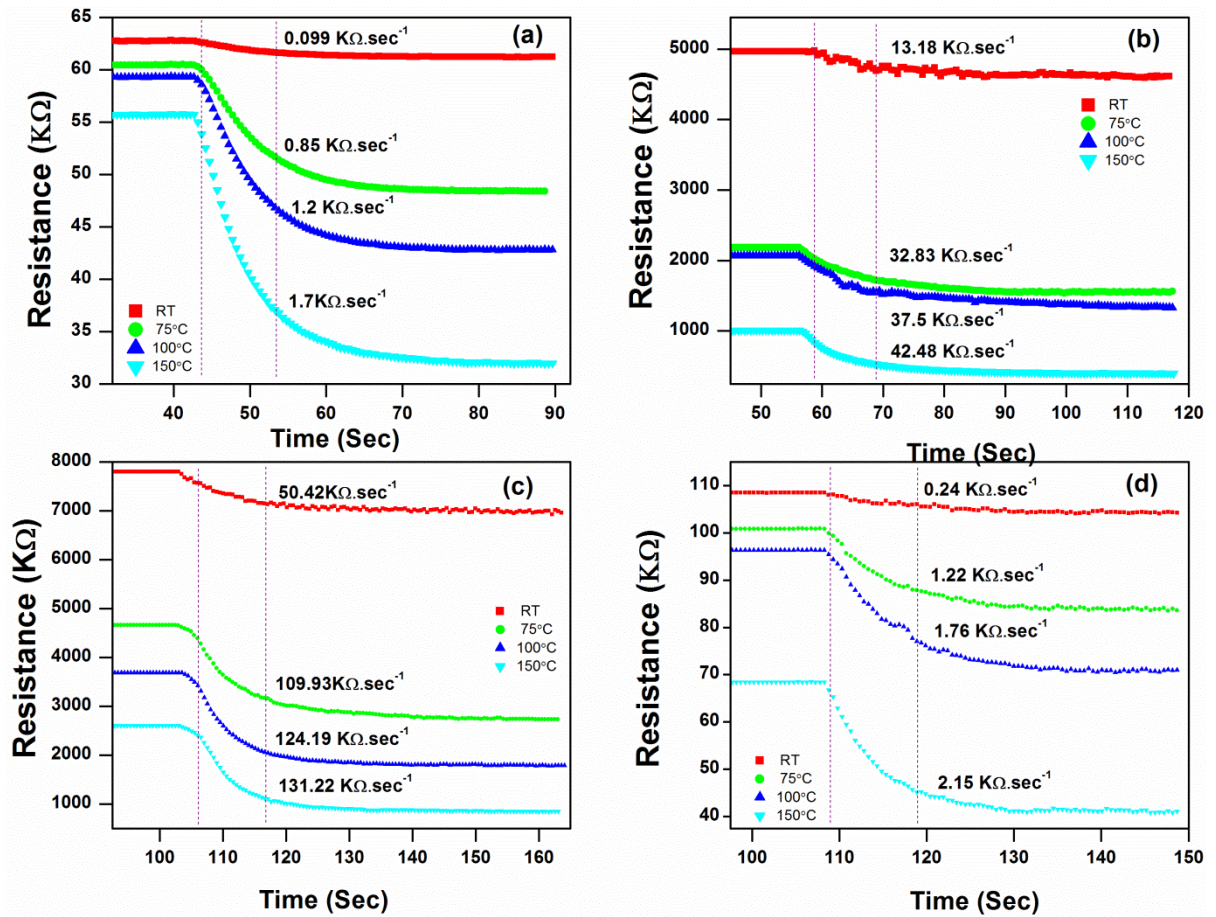 (a)
65
60
55
50
45
40
35
30
Resistance (KΩ)
0.099 KΩ.sec⁻¹
0.85 KΩ.sec⁻¹
1.2 KΩ.sec⁻¹
1.7KΩ.sec⁻¹
RT
75°C
100°C
150°C
40 50 60 70 80 90
Time (Sec)
(b)
5000
4000
3000
2000
1000
Resistance (KΩ)
13.18 KΩ.sec⁻¹
RT
75°C
100°C
150°C
32.83 KΩ.sec⁻¹
37.5 KΩ.sec⁻¹
42.48 KΩ.sec⁻¹
50 60 70 80 90 100 110 120
Time (Sec)
(c)
8000
7000
6000
5000
4000
3000
2000
1000
Resistance (KΩ)
50.42KΩ.sec⁻¹
RT
75°C
100°C
150°C
109.93KΩ.sec⁻¹
124.19 KΩ.sec⁻¹
131.22 KΩ.sec⁻¹
100 110 120 130 140 150 160
Time (Sec)
(d)
110
100
90
80
70
60
50
40
Resistance (KΩ)
0.24 KΩ.sec⁻¹
1.22 KΩ.sec⁻¹
1.76 KΩ.sec⁻¹
2.15 KΩ.sec⁻¹
RT
75°C
100°C
150°C
100 110 120 130 140 150
Time (Sec)